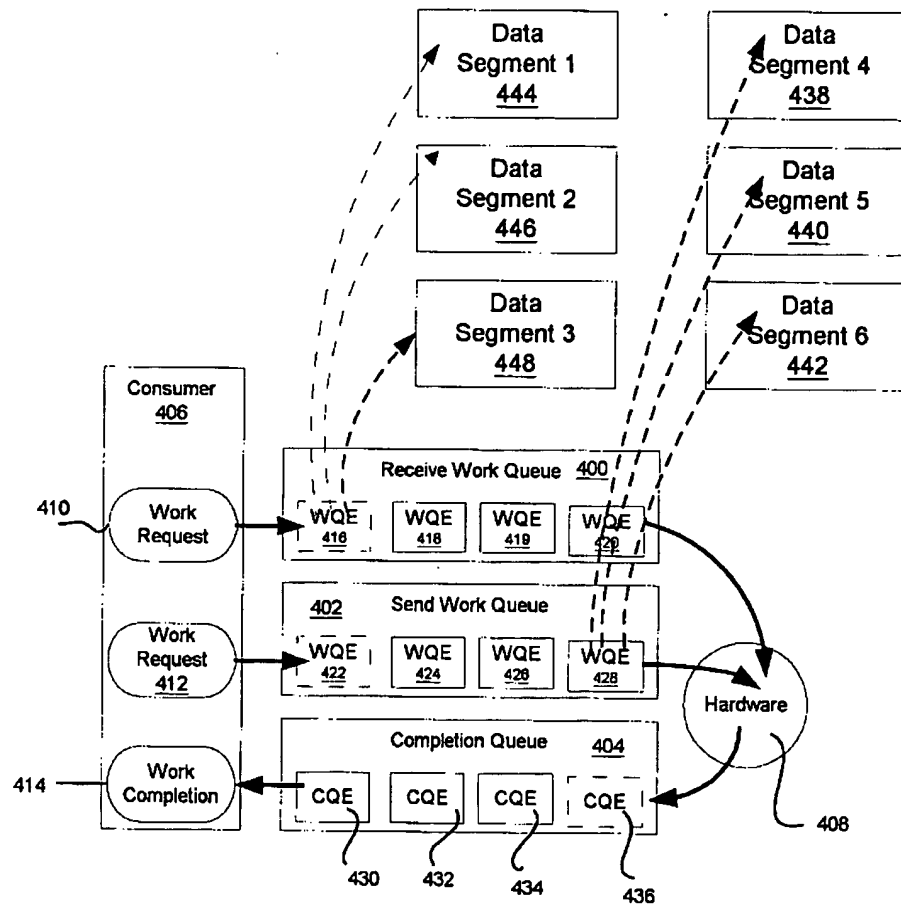 Data
Segment 1
444
Data
Segment 4
438
Data
Segment 2
446
Data
Segment 5
440
Data
Segment 3
448
Data
Segment 6
442
Consumer
406
410
Work
Request
Work
Request
412
414
Work
Completion
Receive Work Queue 400
WQE
416
WQE
418
WQE
419
WQE
420
402 Send Work Queue
WQE
422
WQE
424
WQE
426
WQE
428
Completion Queue 404
CQE
CQE
CQE
CQE
430
432
434
436
Hardware
408